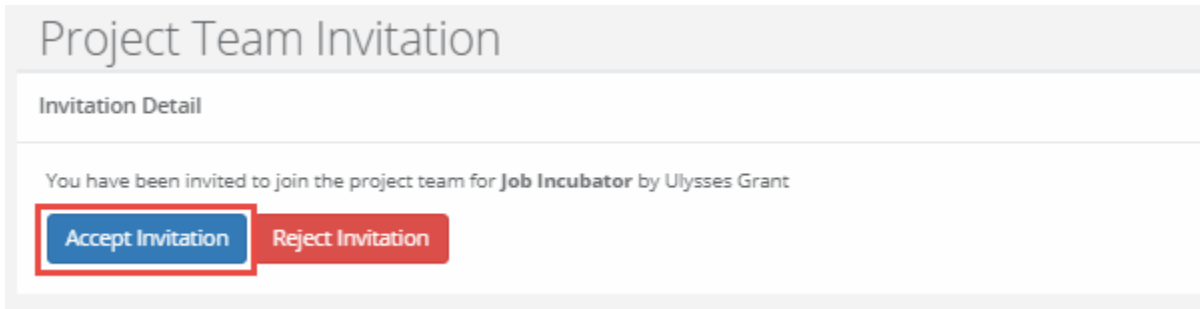 Project Team Invitation
Invitation Detail
You have been invited to join the project team for Job Incubator by Ulysses Grant
Accept Invitation Reject Invitation